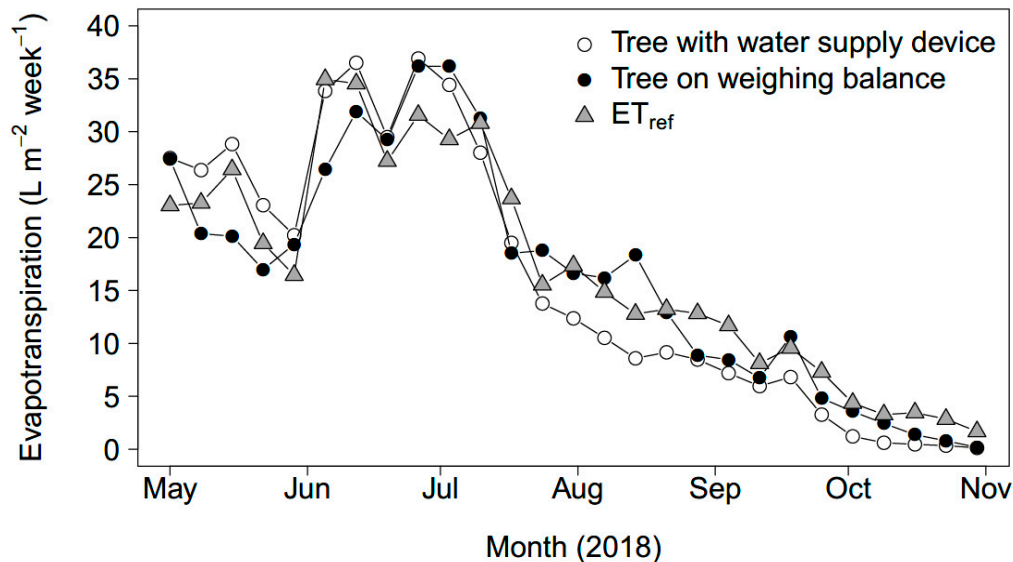 Evapotranspiration (L m⁻² week⁻¹)
40
35
30
25
20
15
10
5
0
Tree with water supply device
Tree on weighing balance
ETref
May Jun Jul Aug Sep Oct Nov
Month (2018)